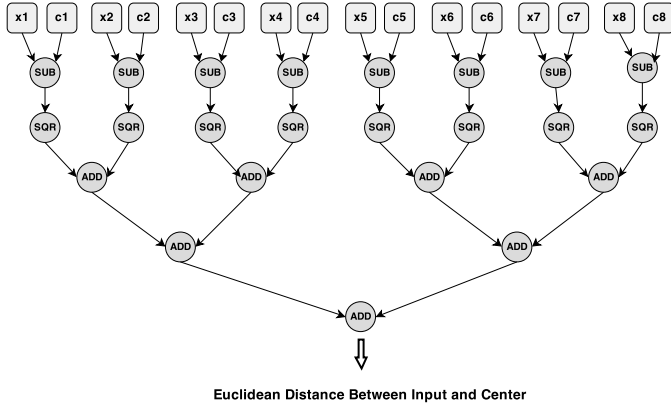 x1 c1 x2 c2 x3 c3 x4 c4 x5 c5 x6 c6 x7 c7 x8 c8
SUB SUB SUB SUB SUB SUB SUB SUB
SQR SQR SQR SQR SQR SQR SQR SQR
ADD ADD ADD ADD
ADD ADD
ADD
Euclidean Distance Between Input and Center